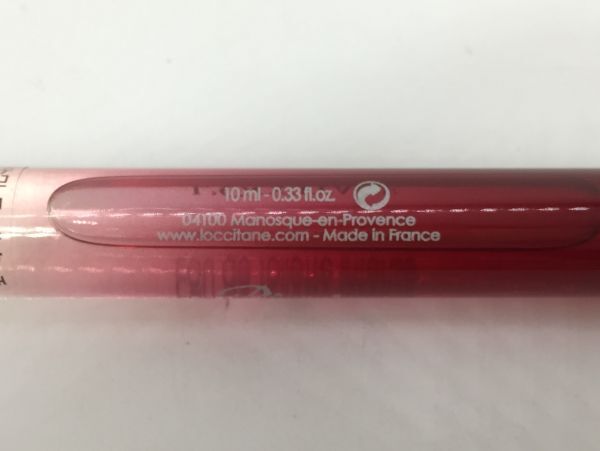 10 ml - 0.33 fl.oz.
04100 Manosque-en-Provence
www.loccitane.com - Made in France